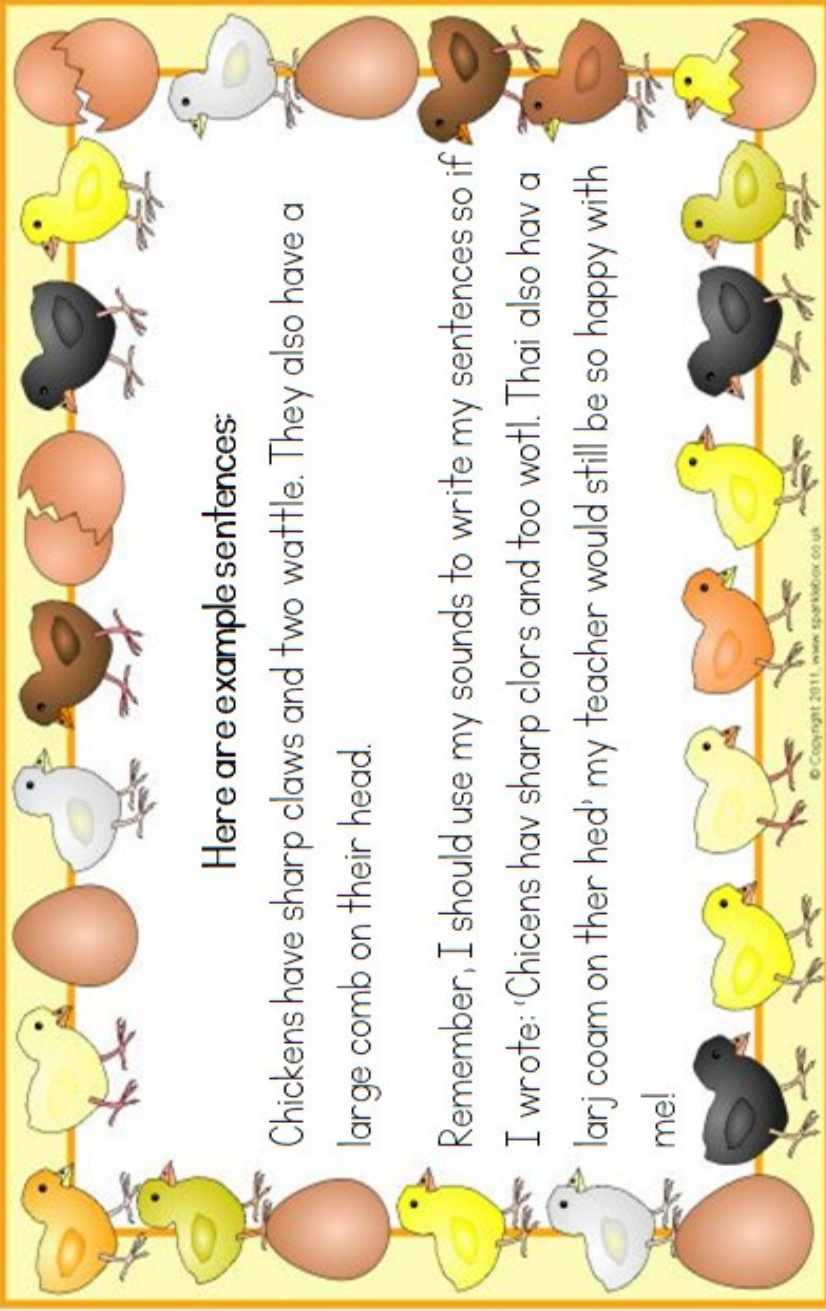 Here are example sentences:
Chickens have sharp claws and two wattle. They also have a
large comb on their head.
Remember, I should use my sounds to write my sentences so if
I wrote: ‘Chicens hav sharp clors and too wotl. Thai also hav a
larj coam on ther hed’ my teacher would still be so happy with
me!
© Copyright 2011, www.sparklebox.co.uk